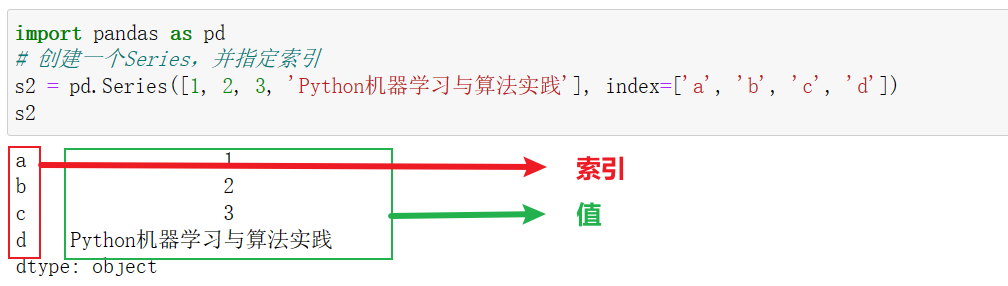 import pandas as pd
# 创建一个Series，并指定索引
s2 = pd.Series([1, 2, 3, 'Python机器学习与算法实践'], index=['a', 'b', 'c', 'd'])
s2
a 1 索引
b 2
c 3 值
d Python机器学习与算法实践
dtype: object